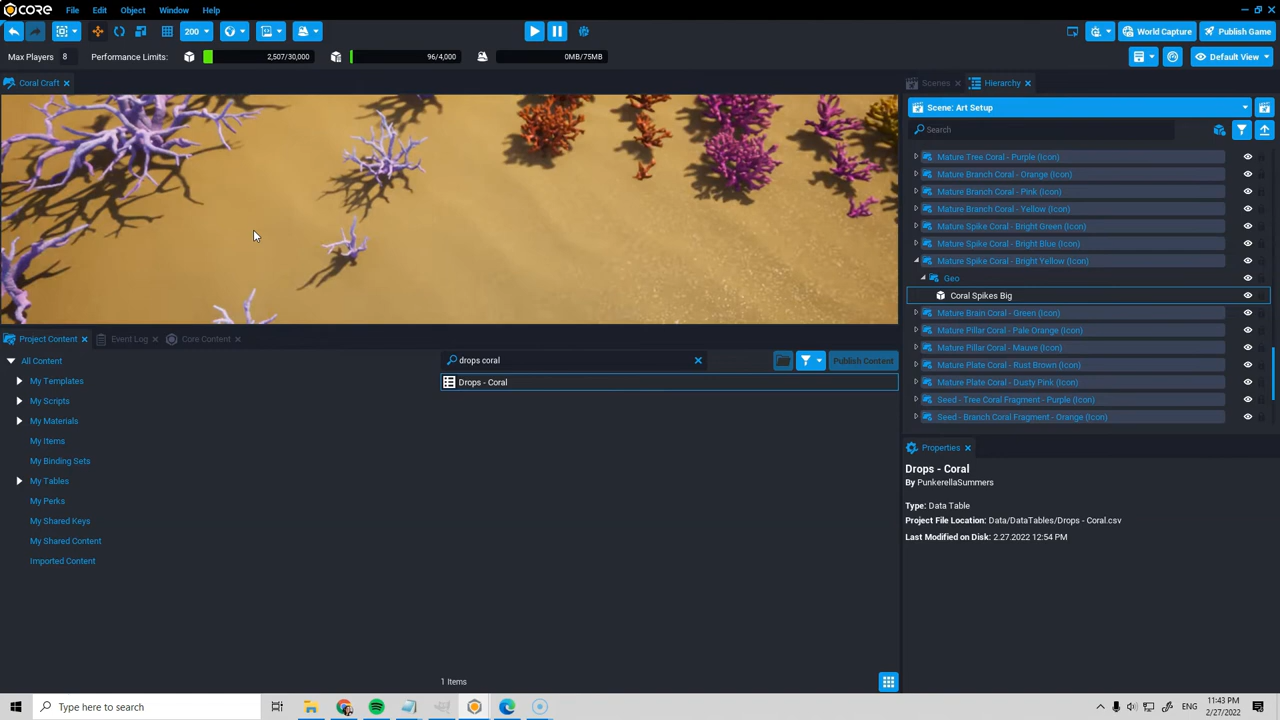 CORE
File Edit Object Window Help
200
World Capture
Publish Game
Max Players 8 Performance Limits: 2,507/30,000 96/4,000 0MB/75MB
Default View
Coral Craft
Scenes
Hierarchy
Scene: Art Setup
Search
Mature Tree Coral - Purple (Icon)
Mature Branch Coral - Orange (Icon)
Mature Branch Coral - Pink (Icon)
Mature Branch Coral - Yellow (Icon)
Mature Spike Coral - Bright Green (Icon)
Mature Spike Coral - Bright Blue (Icon)
Mature Spike Coral - Bright Yellow (Icon)
Geo
Coral Spikes Big
Mature Brain Coral - Green (Icon)
Mature Pillar Coral - Pale Orange (Icon)
Mature Pillar Coral - Mauve (Icon)
Mature Plate Coral - Rust Brown (Icon)
Mature Plate Coral - Dusty Pink (Icon)
Seed - Tree Coral Fragment - Purple (Icon)
Seed - Branch Coral Fragment - Orange (Icon)
Project Content
Event Log
Core Content
All Content
My Templates
My Scripts
My Materials
My Items
My Binding Sets
My Tables
My Perks
My Shared Keys
My Shared Content
Imported Content
drops coral
Publish Content
Drops - Coral
1 Items
Properties
Drops - Coral
By PunkerellaSummers
Type: Data Table
Project File Location: Data/DataTables/Drops - Coral.csv
Last Modified on Disk: 2.27.2022 12:54 PM
Type here to search
ENG
11:43 PM
2/27/2022